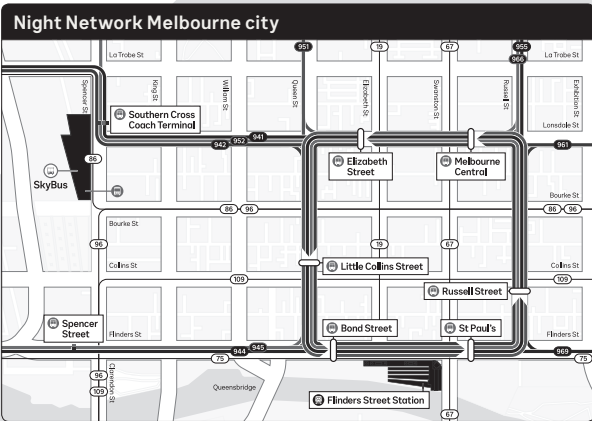 Night Network Melbourne city
951
19
67
955
966
La Trobe St
La Trobe St
Spencer St
King St
William St
Queen St
Elizabeth St
Swanston St
Russell St
Exhibition St
Southern Cross
Coach Terminal
Lonsdale St
942
952
941
961
86
SkyBus
Elizabeth
Street
Melbourne
Central
Bourke St
86
96
86
96
Bourke St
96
19
67
Collins St
Little Collins Street
Collins St
109
109
Russell Street
Spencer
Street
Flinders St
Bond Street
St Paul's
Flinders St
944
945
75
969
75
96
109
Clarendon St
Queensbridge
Flinders Street Station
67